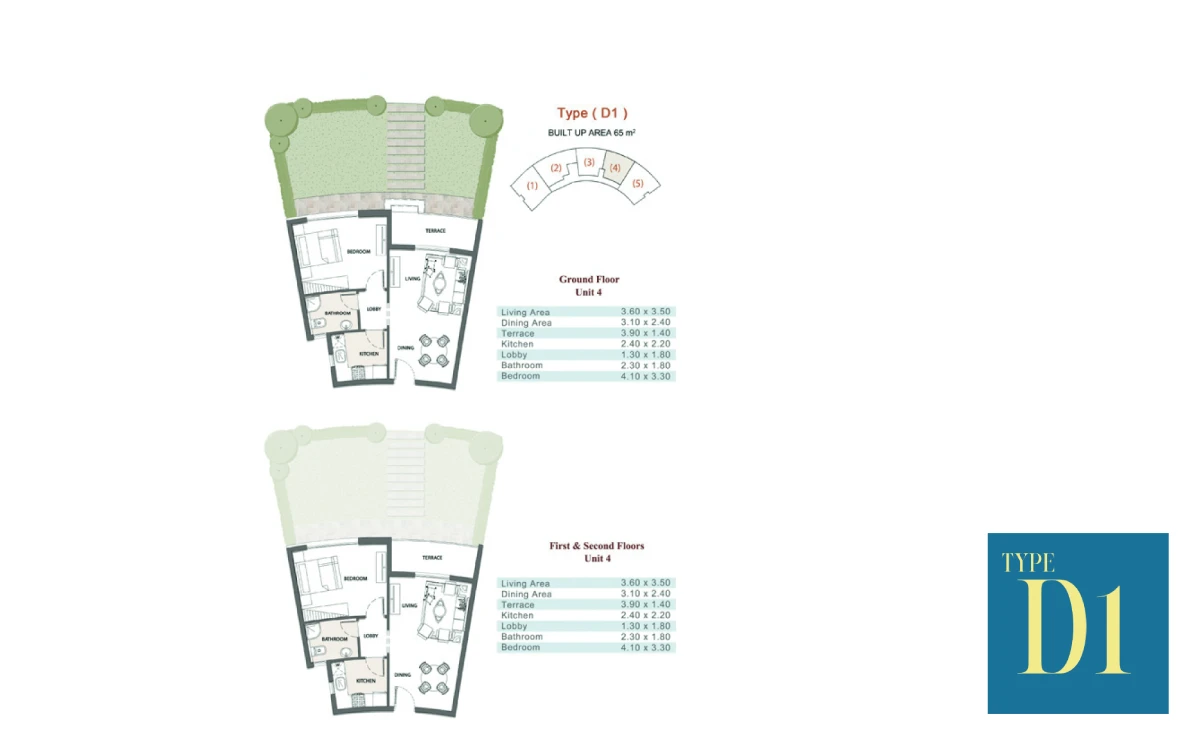 Type ( D1 )
BUILT UP AREA 65 m²
(1)
(2)
(3)
(4)
(5)
TERRACE
BEDROOM
LIVING
BATHROOM
LOBBY
KITCHEN
DINING
Ground Floor
Unit 4
Living Area 3.60 x 3.50
Dining Area 3.10 x 2.40
Terrace 3.90 x 1.40
Kitchen 2.40 x 2.20
Lobby 1.30 x 1.80
Bathroom 2.30 x 1.80
Bedroom 4.10 x 3.30
TERRACE
BEDROOM
LIVING
BATHROOM
LOBBY
KITCHEN
DINING
First & Second Floors
Unit 4
Living Area 3.60 x 3.50
Dining Area 3.10 x 2.40
Terrace 3.90 x 1.40
Kitchen 2.40 x 2.20
Lobby 1.30 x 1.80
Bathroom 2.30 x 1.80
Bedroom 4.10 x 3.30
TYPE
D1